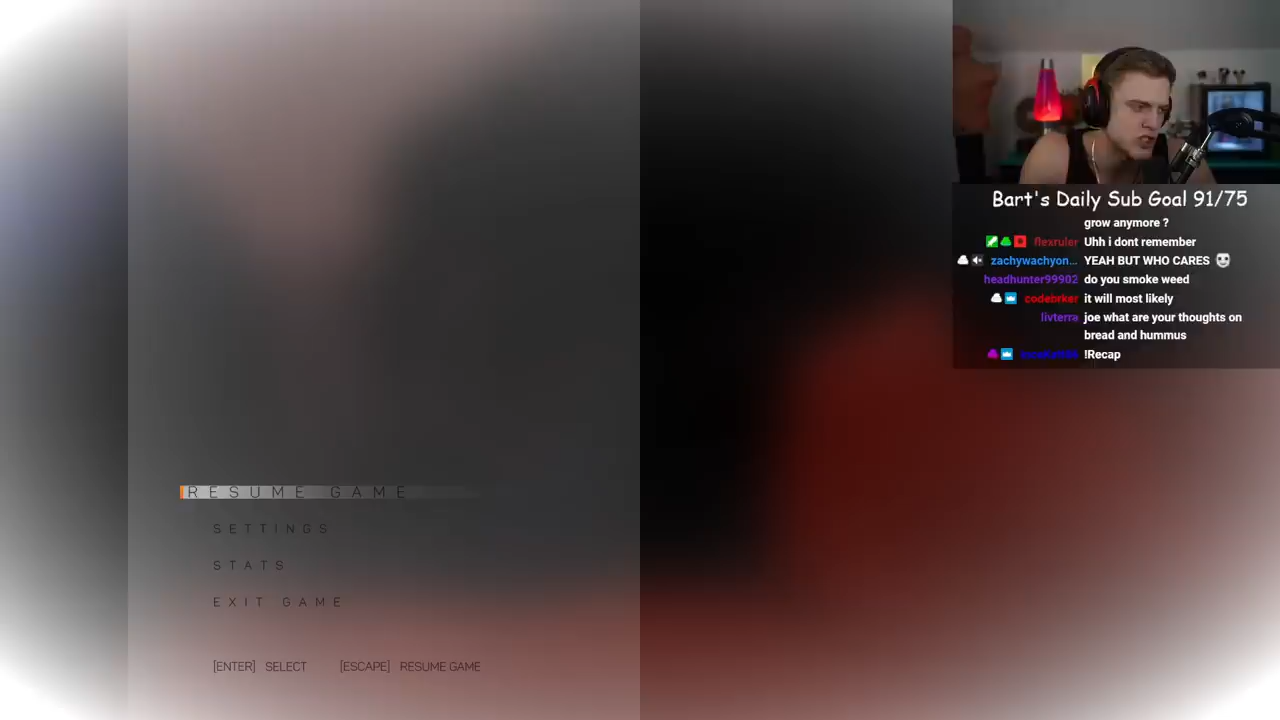 Bart's Daily Sub Goal 91/75
grow anymore ?
flexruler Uhh i dont remember
zachywachyon... YEAH BUT WHO CARES
headhunter99902 do you smoke weed
codebrker it will most likely
livterra joe what are your thoughts on
bread and hummus
!Recap
RESUME GAME
SETTINGS
STATS
EXIT GAME
[ENTER] SELECT [ESCAPE] RESUME GAME